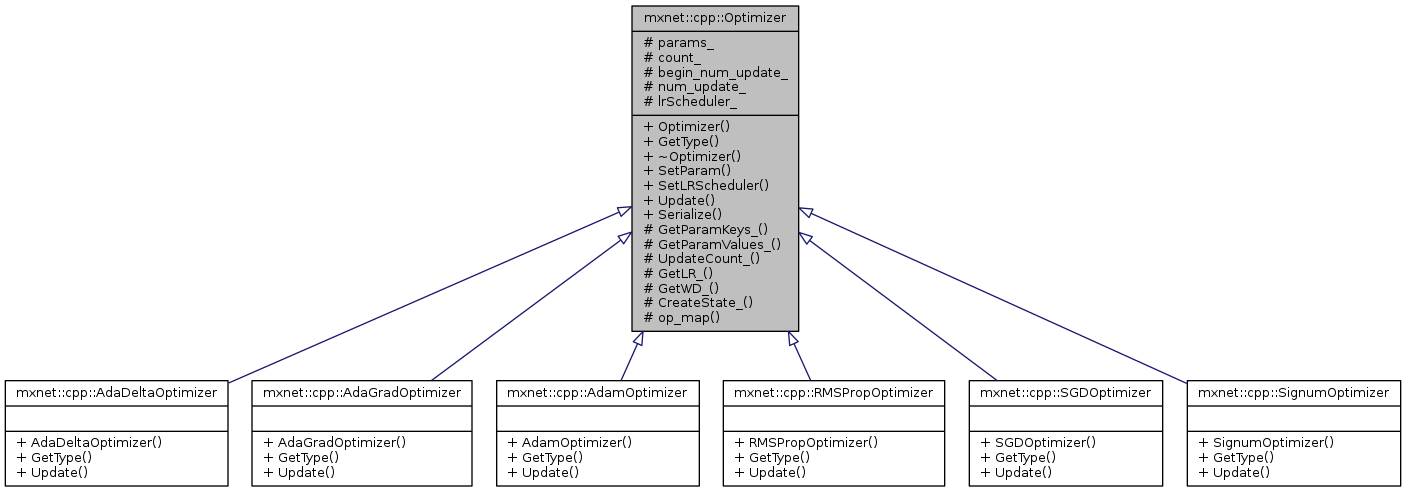 mxnet::cpp::Optimizer
# params_
# count_
# begin_num_update_
# num_update_
# lrScheduler_
+ Optimizer()
+ GetType()
+ ~Optimizer()
+ SetParam()
+ SetLRScheduler()
+ Update()
+ Serialize()
# GetParamKeys_()
# GetParamValues_()
# UpdateCount_()
# GetLR_()
# GetWD_()
# CreateState_()
# op_map()
mxnet::cpp::AdaDeltaOptimizer
+ AdaDeltaOptimizer()
+ GetType()
+ Update()
mxnet::cpp::AdaGradOptimizer
+ AdaGradOptimizer()
+ GetType()
+ Update()
mxnet::cpp::AdamOptimizer
+ AdamOptimizer()
+ GetType()
+ Update()
mxnet::cpp::RMSPropOptimizer
+ RMSPropOptimizer()
+ GetType()
+ Update()
mxnet::cpp::SGDOptimizer
+ SGDOptimizer()
+ GetType()
+ Update()
mxnet::cpp::SignumOptimizer
+ SignumOptimizer()
+ GetType()
+ Update()